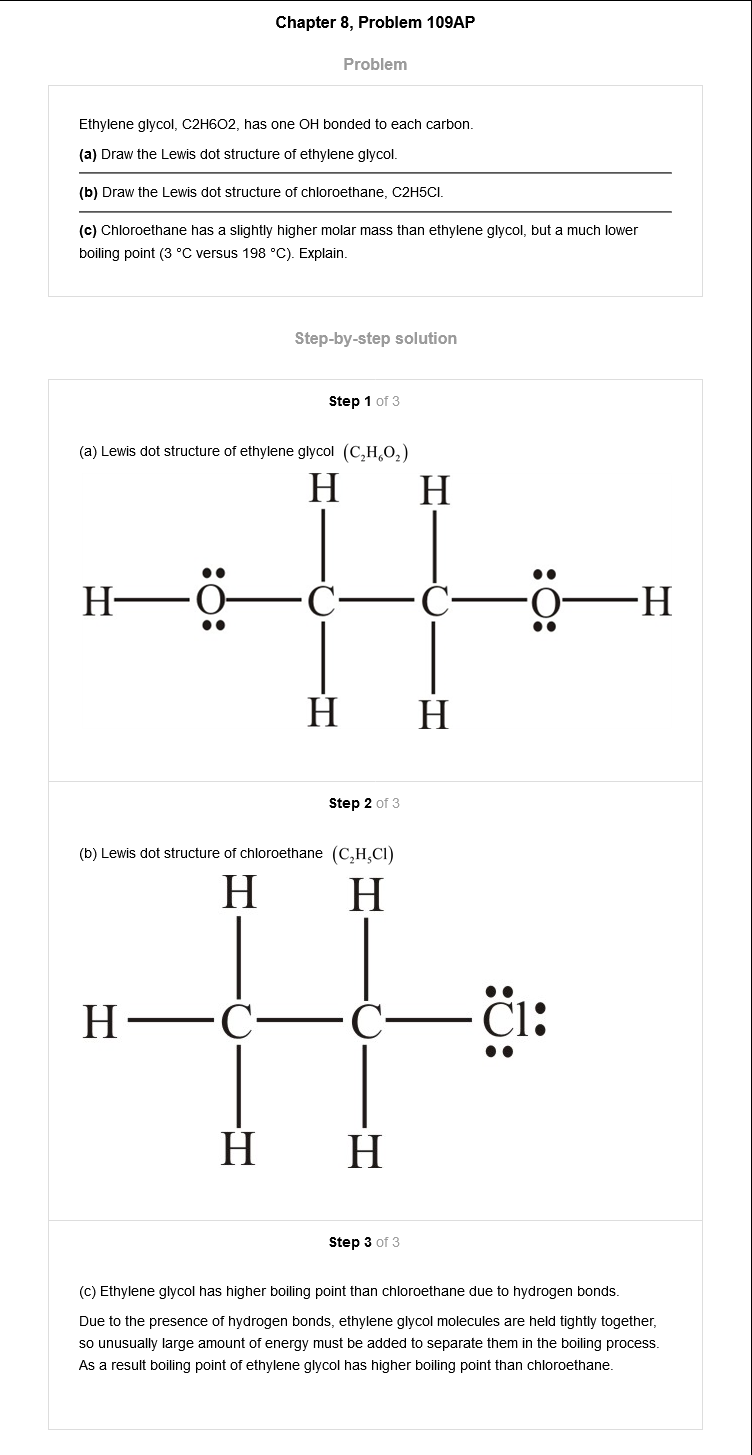 Chapter 8, Problem 109AP
Problem
Ethylene glycol, C2H6O2, has one OH bonded to each carbon.
(a) Draw the Lewis dot structure of ethylene glycol.
(b) Draw the Lewis dot structure of chloroethane, C2H5Cl.
(c) Chloroethane has a slightly higher molar mass than ethylene glycol, but a much lower
boiling point (3 °C versus 198 °C). Explain.
Step-by-step solution
Step 1 of 3
(a) Lewis dot structure of ethylene glycol (C₂H₆O₂)
H H
H O C C O H
H H
Step 2 of 3
(b) Lewis dot structure of chloroethane (C₂H₅Cl)
H H
H C C Cl:
H H
Step 3 of 3
(c) Ethylene glycol has higher boiling point than chloroethane due to hydrogen bonds.
Due to the presence of hydrogen bonds, ethylene glycol molecules are held tightly together,
so unusually large amount of energy must be added to separate them in the boiling process.
As a result boiling point of ethylene glycol has higher boiling point than chloroethane.